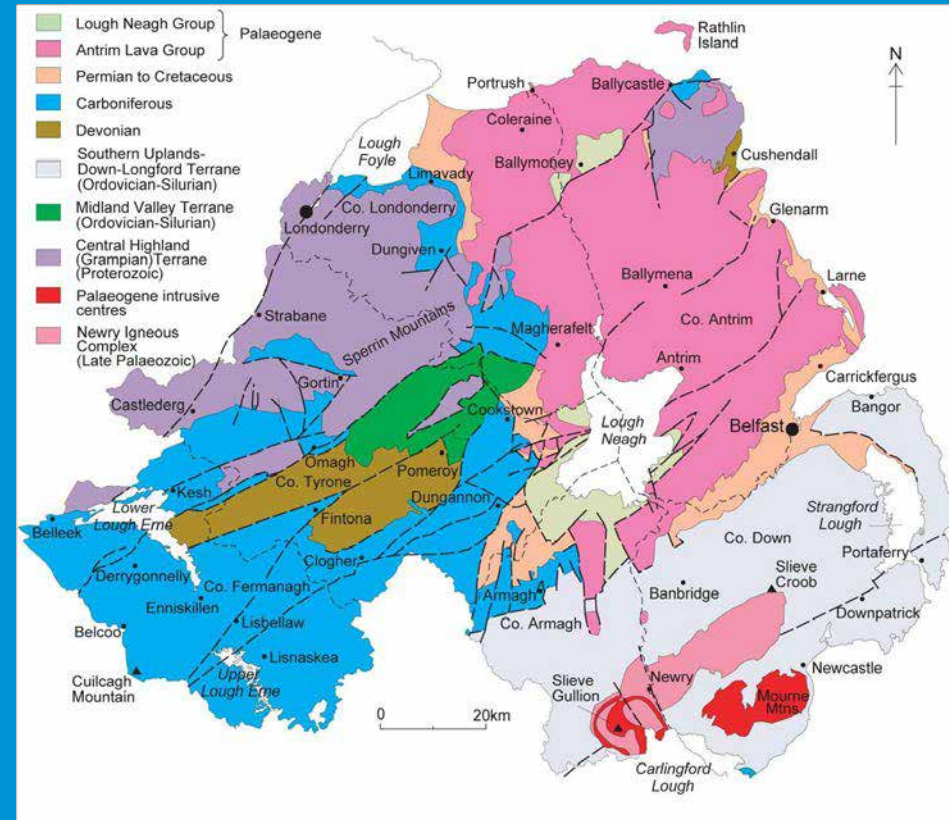 Lough Neagh Group
Palaeogene
Antrim Lava Group
Permian to Cretaceous
Carboniferous
Devonian
Southern Uplands-
Down-Longford Terrane
(Ordovician-Silurian)
Midland Valley Terrane
(Ordovician-Silurian)
Central Highland
(Grampian)Terrane
(Proterozoic)
Palaeogene intrusive
centres
Newry Igneous
Complex
(Late Palaeozoic)
Rathlin
Island
N
Portrush
Ballycastle
Coleraine
Lough
Foyle
Ballymoney
Cushendall
Limavady
Co. Londonderry
Londonderry
Glenarm
Dungiven
Ballymena
Larne
Strabane
Sperrin Mountains
Magherafelt
Co. Antrim
Antrim
Gortin
Carrickfergus
Castlederg
Cookstown
Bangor
Lough
Neagh
Belfast
Omagh
Co. Tyrone
Pomeroy
Kesh
Dungannon
Lower
Lough Erne
Fintona
Strangford
Lough
Belleek
Co. Down
Clogher
Portaferry
Derrygonnelly
Co. Fermanagh
Slieve
Croob
Enniskillen
Armagh
Banbridge
Downpatrick
Belcoo
Lisbellaw
Co. Armagh
Lisnaskea
Newcastle
Cuilcagh
Mountain
Upper
Lough Erne
Slieve
Gullion
Newry
Mourne
Mtns.
0 20km
Carlingford
Lough